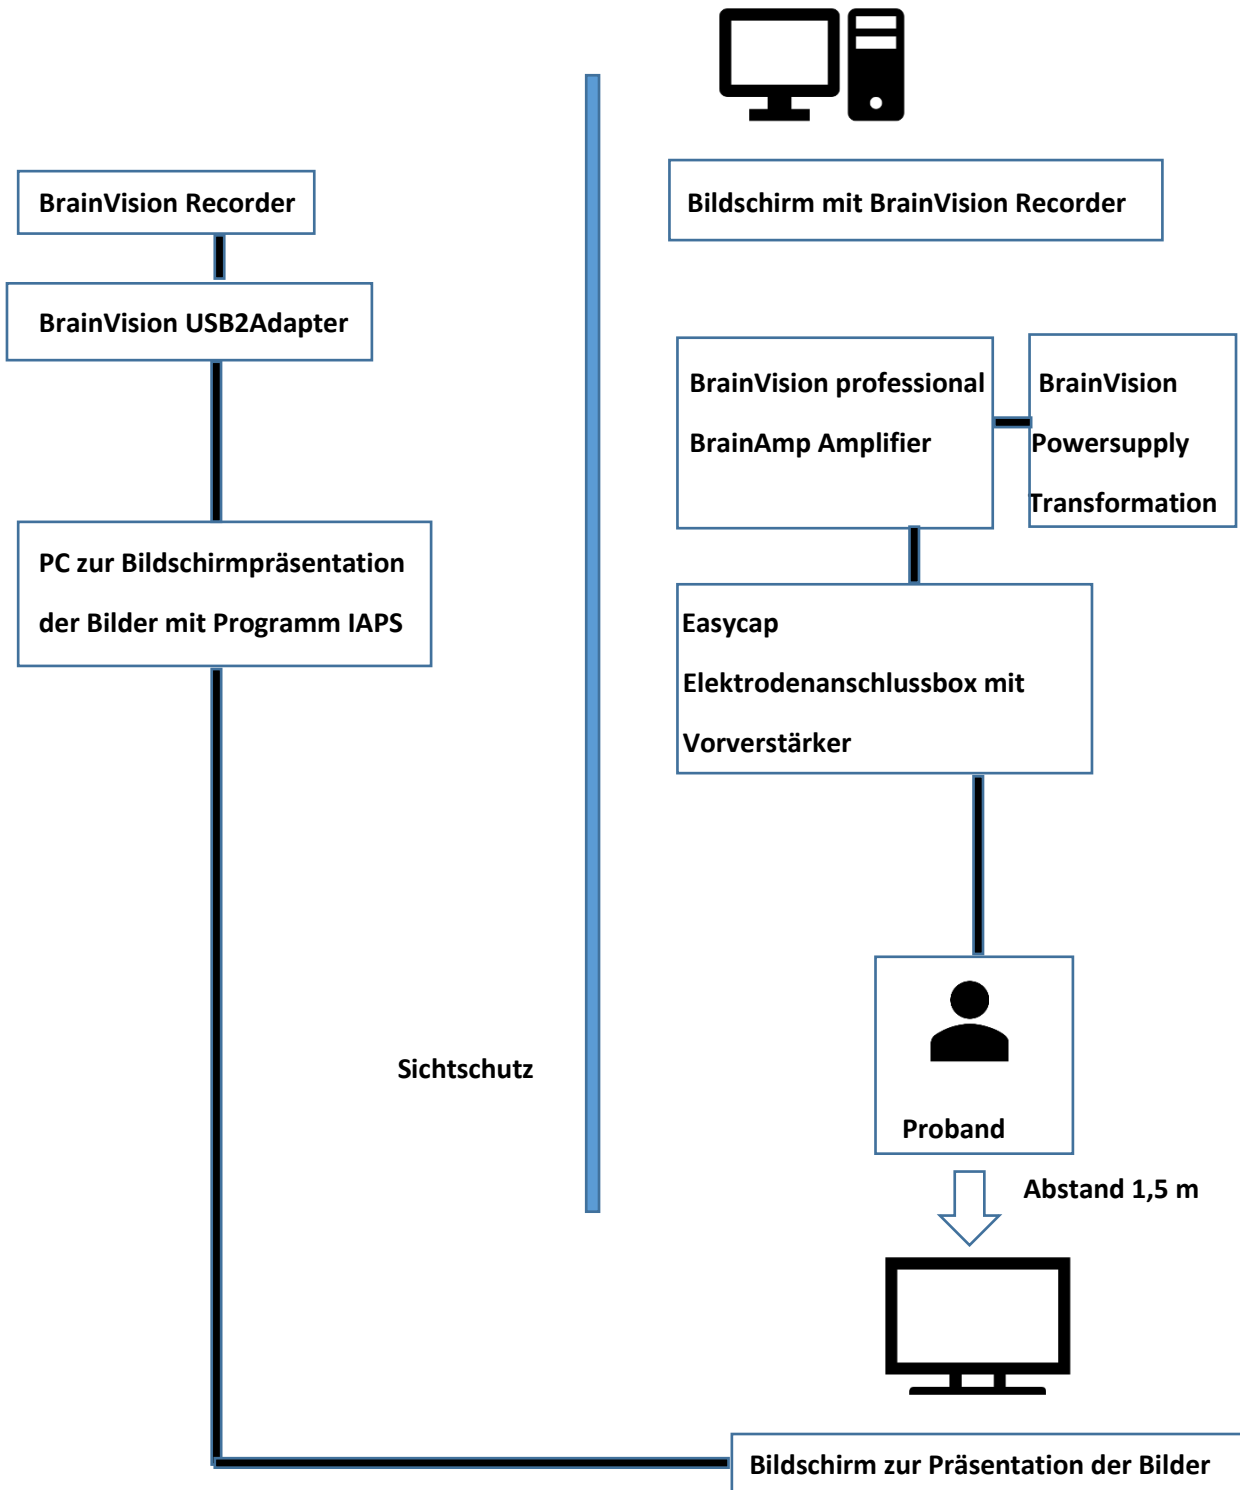 BrainVision Recorder
BrainVision USB2Adapter
PC zur Bildschirmpräsentation
der Bilder mit Programm IAPS
Sichtschutz
Bildschirm mit BrainVision Recorder
BrainVision professional
BrainAmp Amplifier
BrainVision
Powersupply
Transformation
Easycap
Elektrodenanschlussbox mit
Vorverstärker
Proband
Abstand 1,5 m
Bildschirm zur Präsentation der Bilder